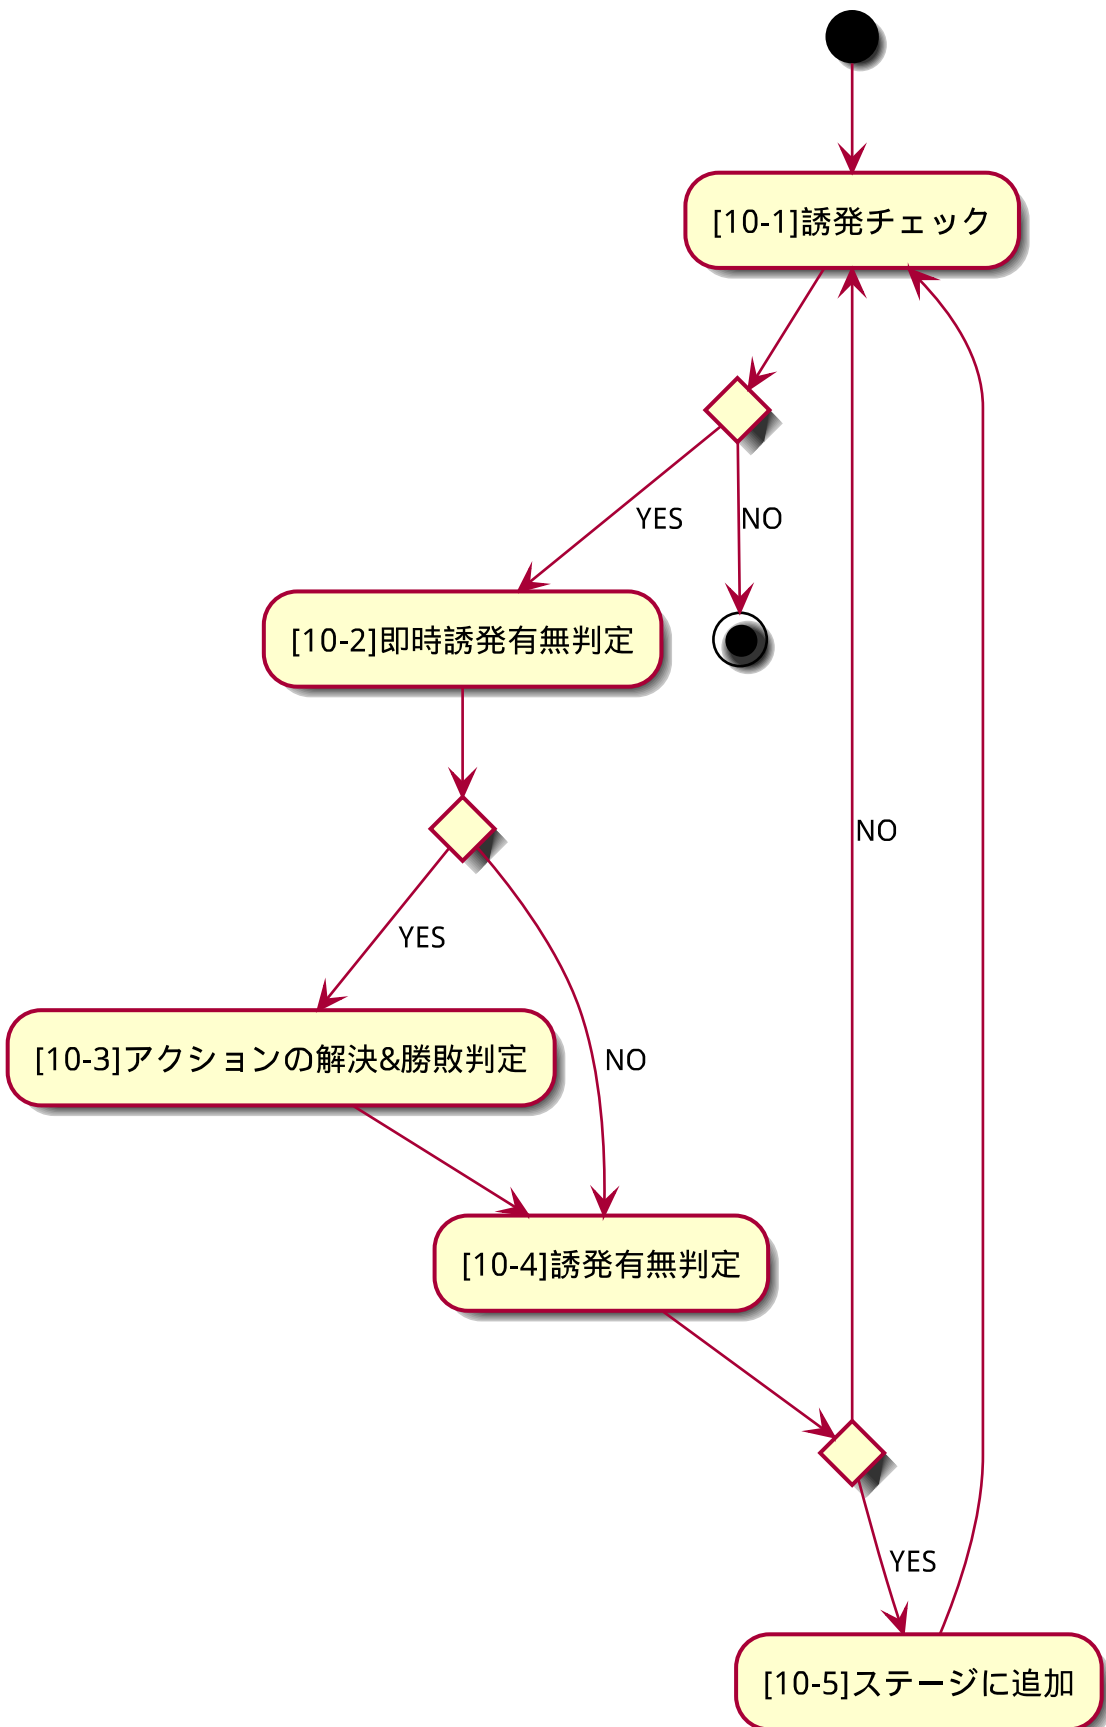 [10-1]誘発チェック
YES
NO
[10-2]即時誘発有無判定
NO
YES
[10-3]アクションの解決&勝敗判定
NO
[10-4]誘発有無判定
YES
[10-5]ステージに追加